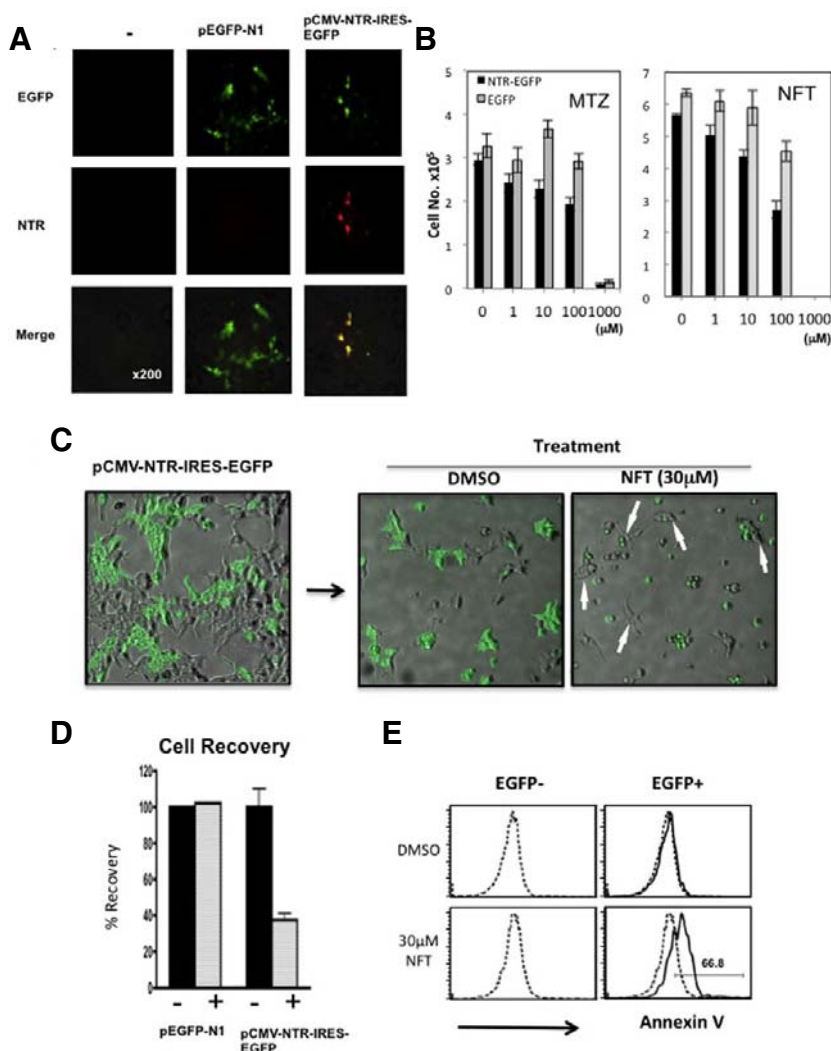 A
-
pEGFP-N1
pCMV-NTR-IRES-
EGFP
EGFP
NTR
Merge
x200
B
5
4
3
2
1
0
Cell No. x10⁵
NTR-EGFP
EGFP
MTZ
0 1 10 100 1000
(µM)
7
6
5
4
3
2
1
0
NFT
0 1 10 100 1000
(µM)
C
pCMV-NTR-IRES-EGFP
Treatment
DMSO
NFT (30µM)
D
Cell Recovery
120
100
80
60
40
20
0
% Recovery
- + - +
pEGFP-N1
pCMV-NTR-IRES-
EGFP
E
EGFP-
EGFP+
DMSO
30µM
NFT
66.8
Annexin V